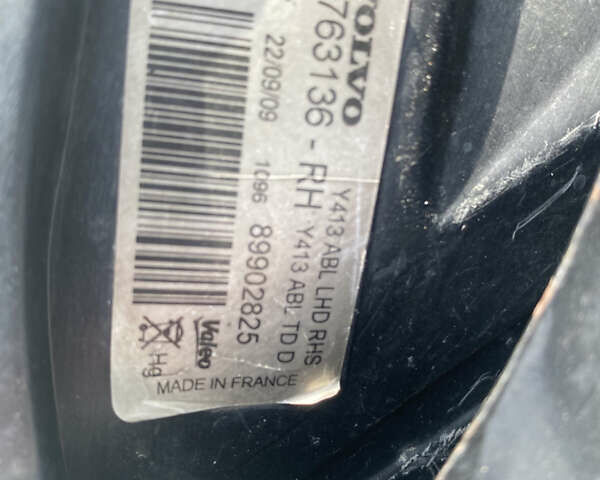 VOLVO
763136 - RH
Y413 ABL LHD RHS
Y413 ABL TD D
22/09/09 1096 89902825
Valeo
Hg
MADE IN FRANCE